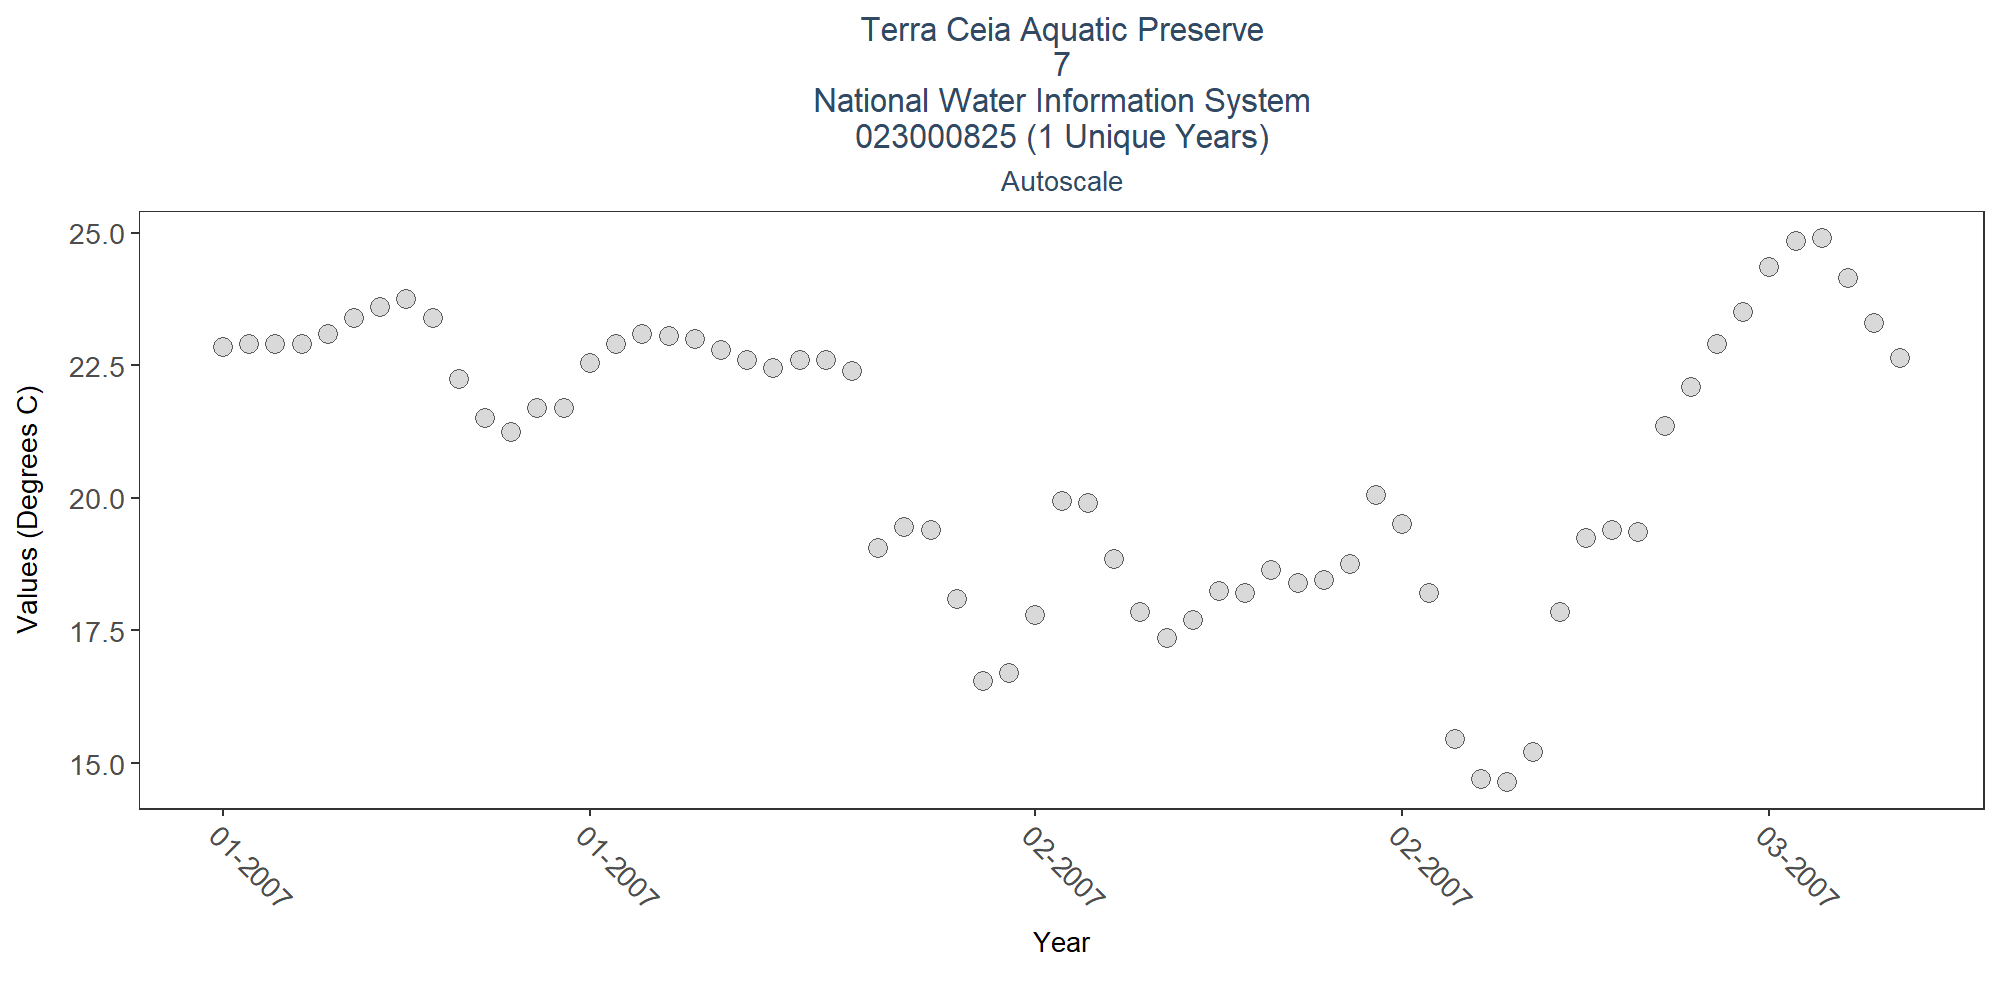 Terra Ceia Aquatic Preserve
7
National Water Information System
023000825 (1 Unique Years)
Autoscale
25.0
22.5
20.0
17.5
15.0
Values (Degrees C)
01-2007
01-2007
02-2007
02-2007
03-2007
Year